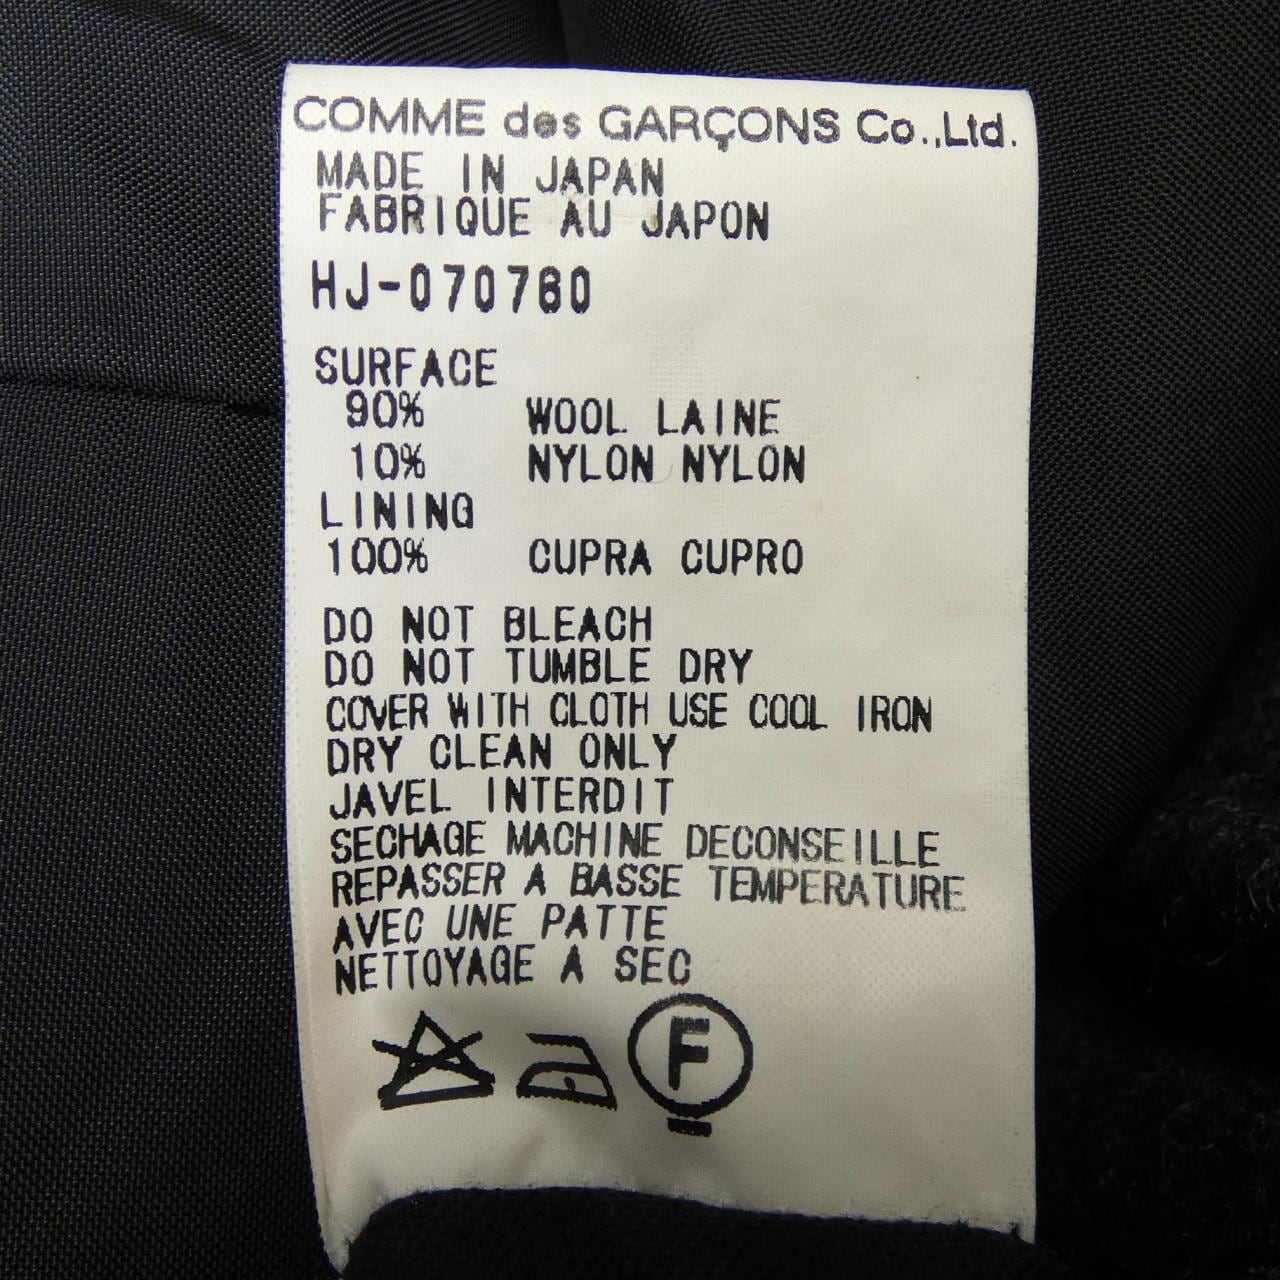 COMME des GARÇONS Co.,Ltd.
MADE IN JAPAN
FABRIQUE AU JAPON
HJ-070760
SURFACE
90% WOOL LAINE
10% NYLON NYLON
LINING
100% CUPRA CUPRO
DO NOT BLEACH
DO NOT TUMBLE DRY
COVER WITH CLOTH USE COOL IRON
DRY CLEAN ONLY
JAVEL INTERDIT
SECHAGE MACHINE DECONSEILLE
REPASSER A BASSE TEMPERATURE
AVEC UNE PATTE
NETTOYAGE A SEC
F